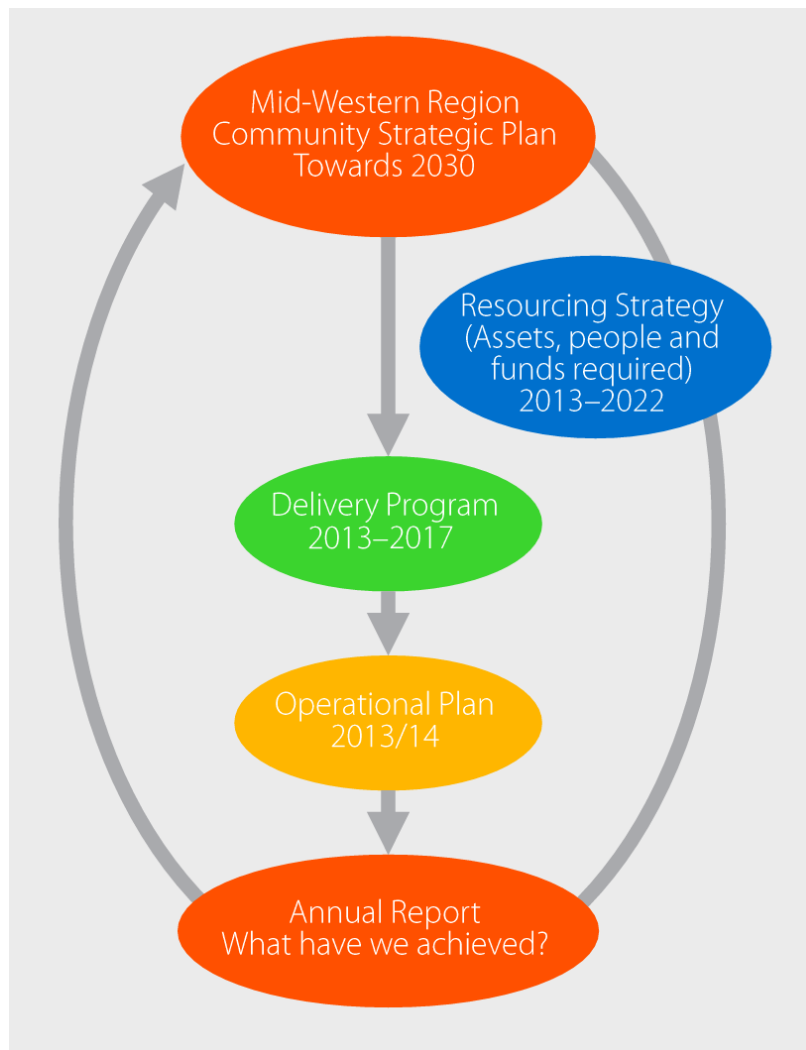 Mid-Western Region
Community Strategic Plan
Towards 2030
Resourcing Strategy
(Assets, people and
funds required)
2013–2022
Delivery Program
2013–2017
Operational Plan
2013/14
Annual Report
What have we achieved?